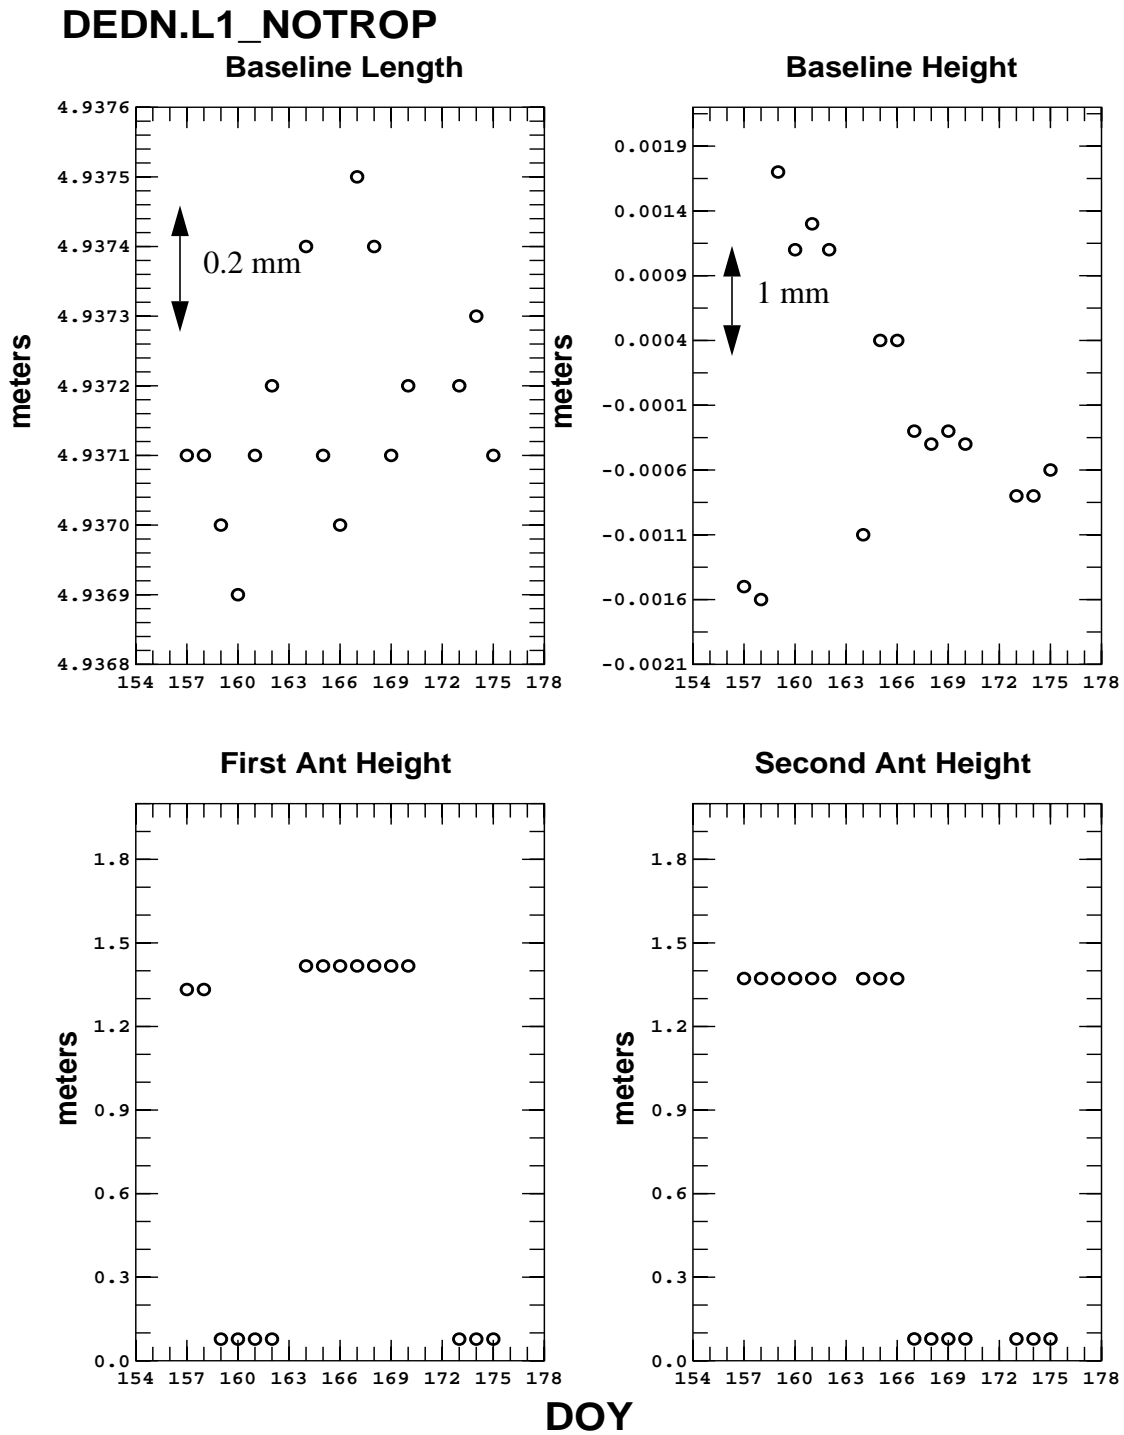 DEDN.L1_NOTROP
Baseline Length
4.9376
4.9375
4.9374
4.9373
4.9372
4.9371
4.9370
4.9369
4.9368
meters
0.2 mm
154 157 160 163 166 169 172 175 178
Baseline Height
0.0019
0.0014
0.0009
0.0004
-0.0001
-0.0006
-0.0011
-0.0016
-0.0021
meters
1 mm
154 157 160 163 166 169 172 175 178
First Ant Height
1.8
1.5
1.2
0.9
0.6
0.3
0.0
meters
154 157 160 163 166 169 172 175 178
Second Ant Height
1.8
1.5
1.2
0.9
0.6
0.3
0.0
meters
154 157 160 163 166 169 172 175 178
DOY